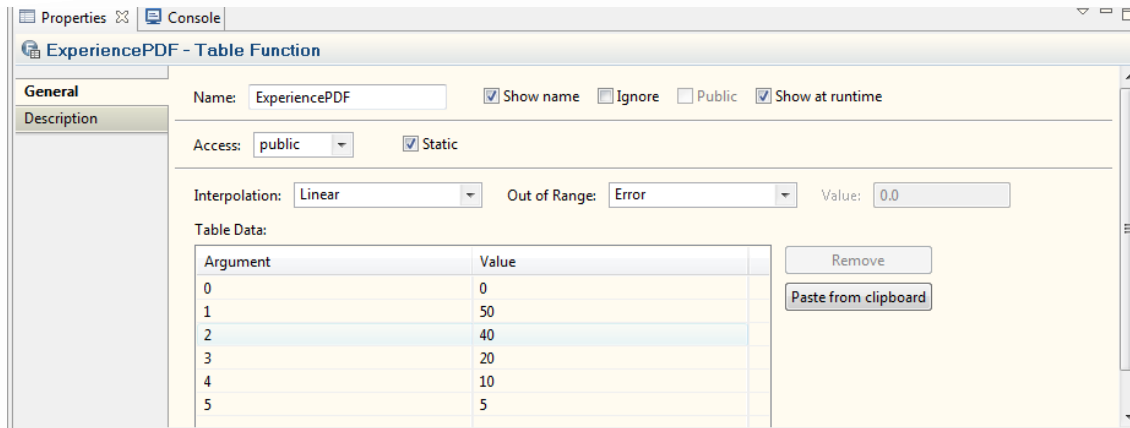 Properties Console
ExperiencePDF - Table Function
General
Description
Name: ExperiencePDF Show name Ignore Public Show at runtime
Access: public Static
Interpolation: Linear Out of Range: Error Value: 0.0
Table Data:
Argument Value
0 0
1 50
2 40
3 20
4 10
5 5
Remove
Paste from clipboard